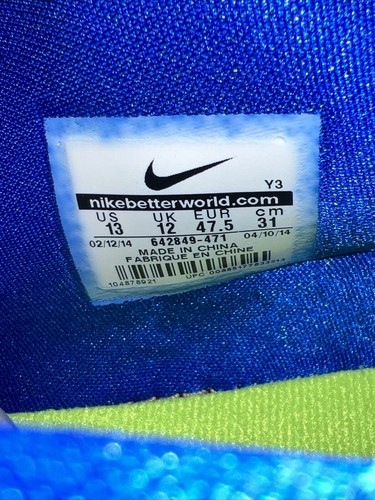 Y3
nikebetterworld.com
US UK EUR cm
13 12 47.5 31
02/12/14 642849-471 04/10/14
MADE IN CHINA
FABRIQUE EN CHINE
104878921 UPC